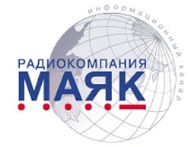 информационный канал
РАДИОКОМПАНИЯ
МАЯК